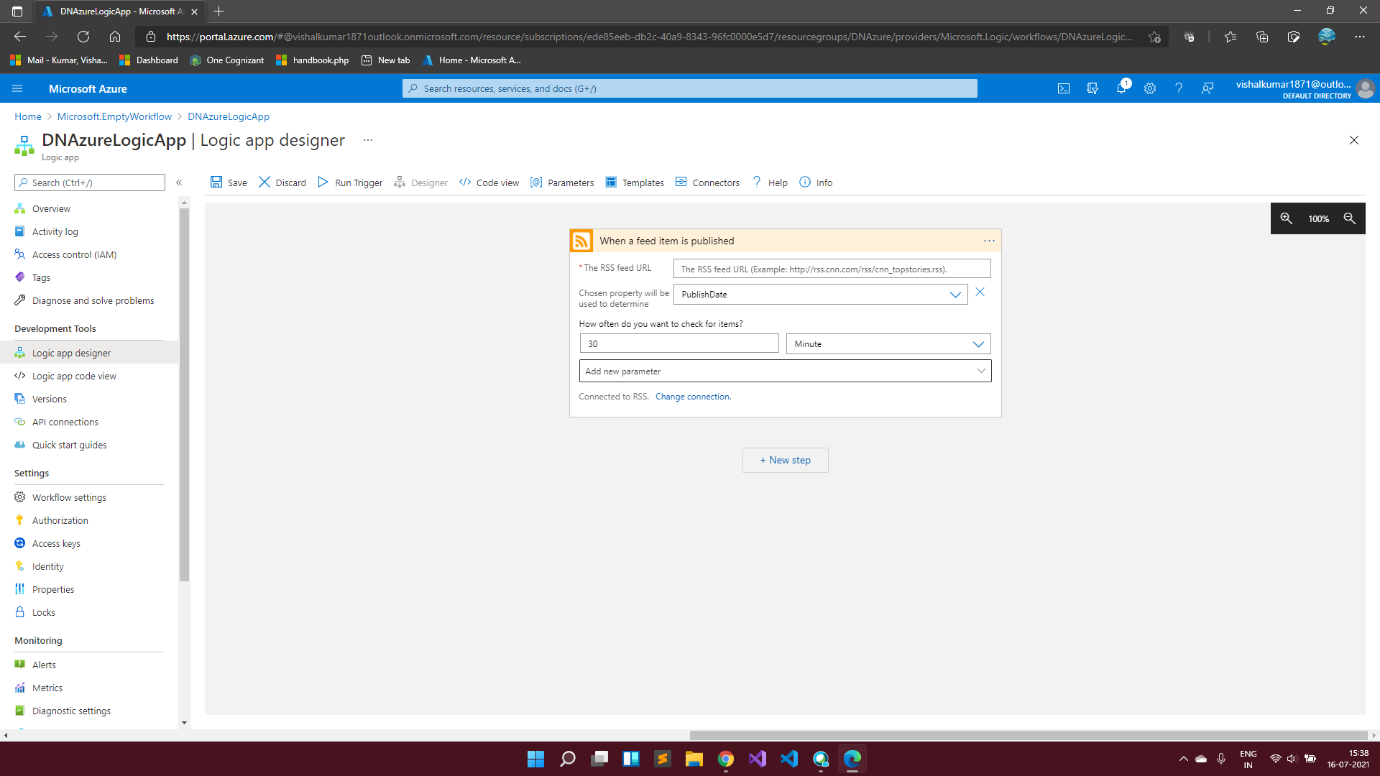 DNAzureLogicApp - Microsoft A
https://portal.azure.com/#@vishalkumar1871outlook.onmicrosoft.com/resource/subscriptions/ede85eeb-db2c-40a9-8343-96fc0000e5d7/resourcegroups/DNAzure/providers/Microsoft.Logic/workflows/DNAzureLogic...
Mail - Kumar, Visha... Dashboard One Cognizant handbook.php New tab Home - Microsoft A...
Microsoft Azure
Search resources, services, and docs (G+/)
1
vishalkumar1871@outlo...
DEFAULT DIRECTORY
Home > Microsoft.EmptyWorkflow > DNAzureLogicApp
DNAzureLogicApp | Logic app designer ...
Logic app
Search (Ctrl+/)
Overview
Activity log
Access control (IAM)
Tags
Diagnose and solve problems
Development Tools
Logic app designer
Logic app code view
Versions
API connections
Quick start guides
Settings
Workflow settings
Authorization
Access keys
Identity
Properties
Locks
Monitoring
Alerts
Metrics
Diagnostic settings
Save Discard Run Trigger Designer Code view Parameters Templates Connectors Help Info
100%
When a feed item is published
* The RSS feed URL
The RSS feed URL (Example: http://rss.cnn.com/rss/cnn_topstories.rss).
Chosen property will be
used to determine
PublishDate
How often do you want to check for items?
30 Minute
Add new parameter
Connected to RSS. Change connection.
+ New step
ENG
IN
15:38
16-07-2021